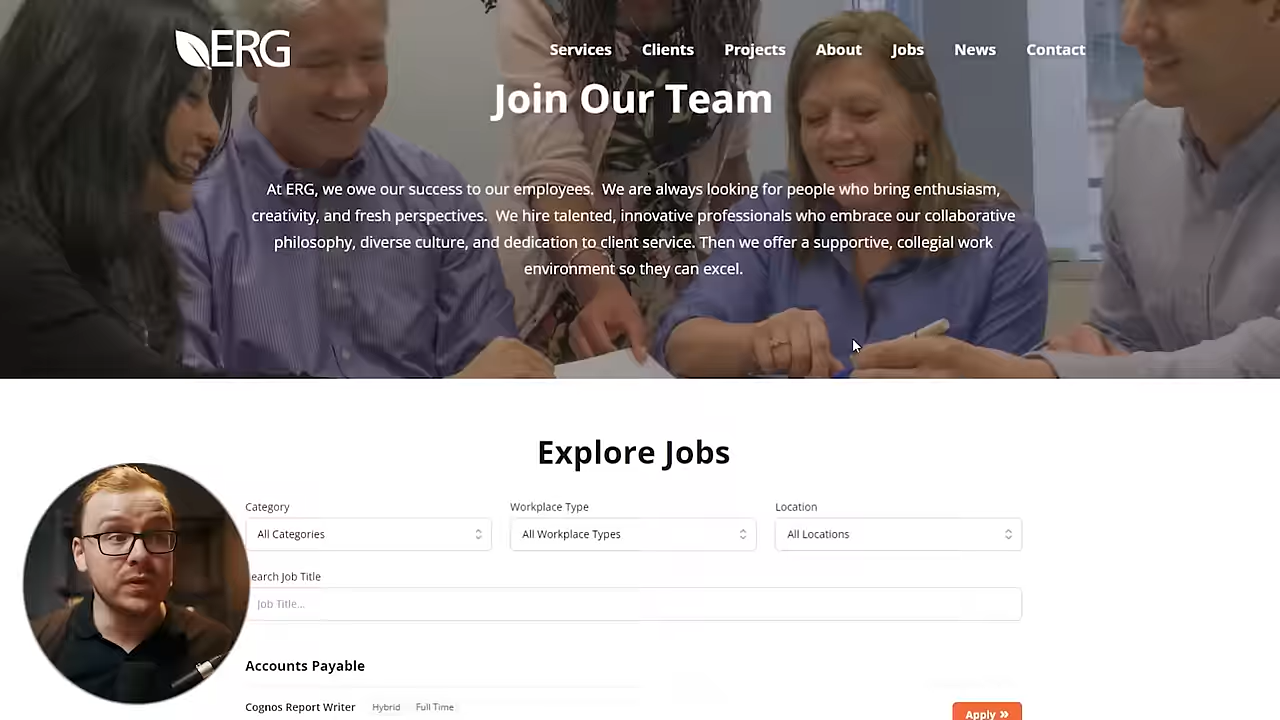 ERG
Services Clients Projects About Jobs News Contact
Join Our Team
At ERG, we owe our success to our employees. We are always looking for people who bring enthusiasm,
creativity, and fresh perspectives. We hire talented, innovative professionals who embrace our collaborative
philosophy, diverse culture, and dedication to client service. Then we offer a supportive, collegial work
environment so they can excel.
Explore Jobs
Category Workplace Type Location
All Categories All Workplace Types All Locations
earch Job Title
Job Title...
Accounts Payable
Cognos Report Writer Hybrid Full Time Apply »